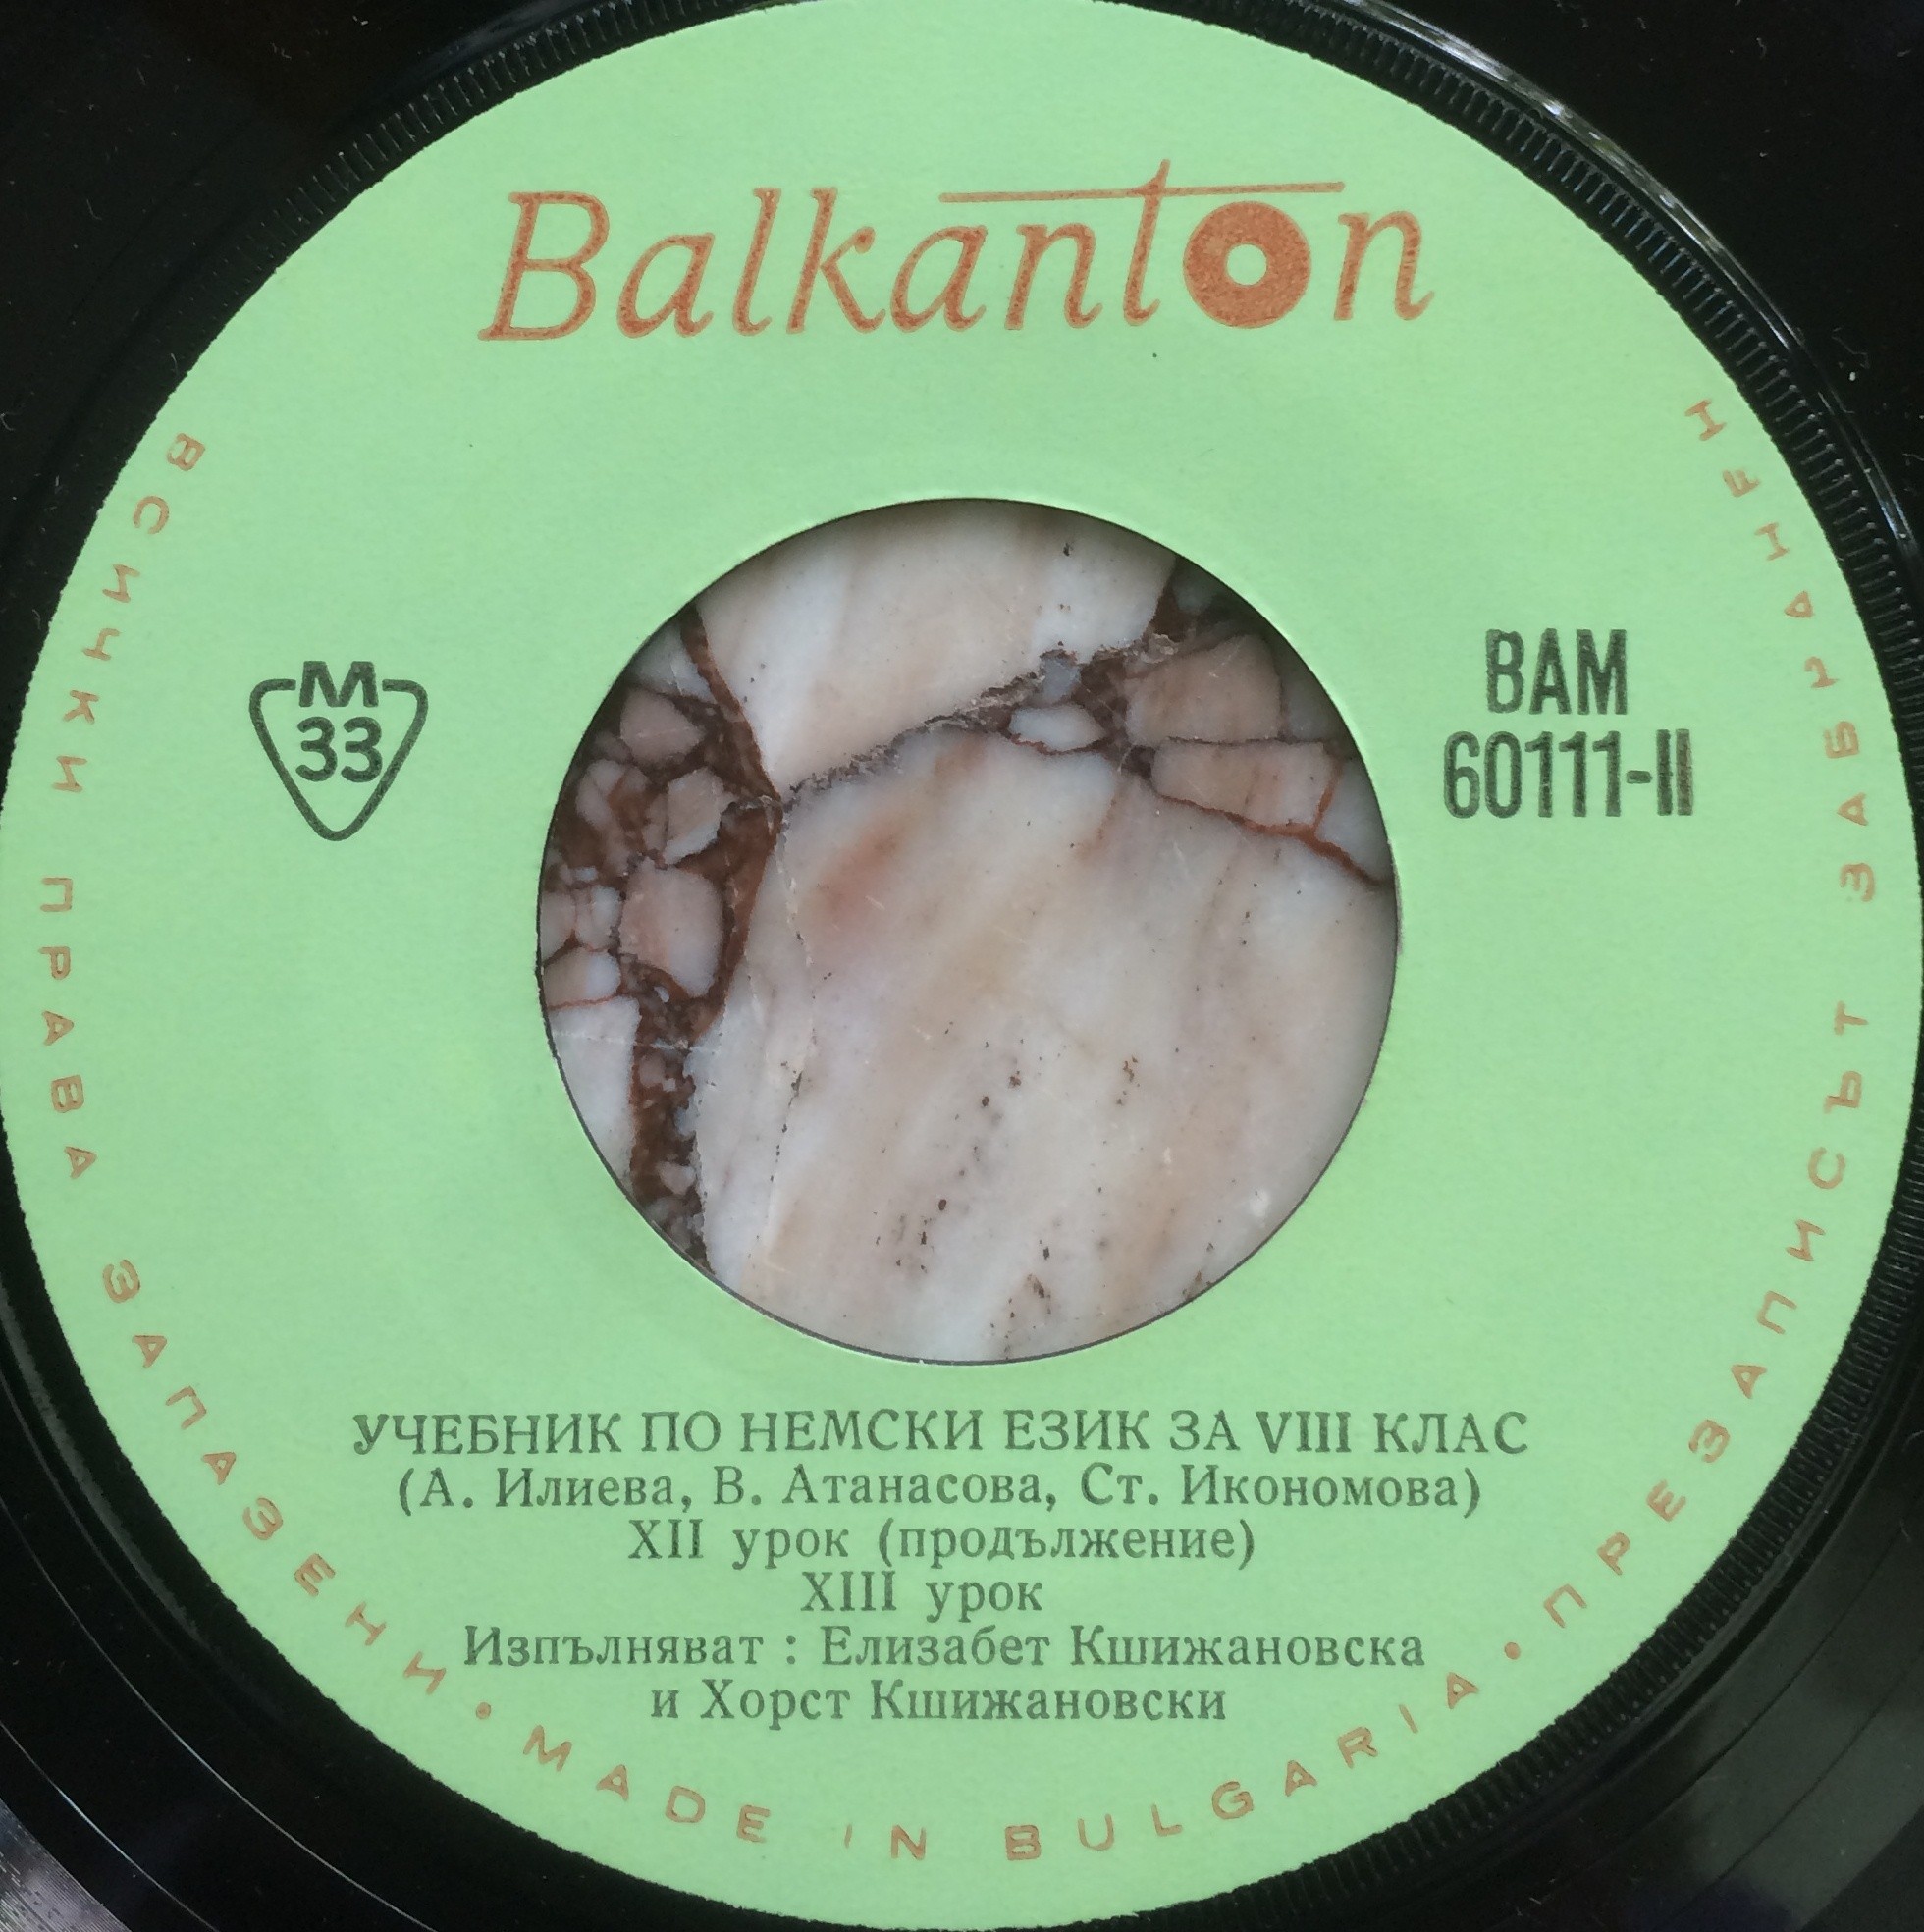 Balkanton
M
33
ВАМ
60111-II
УЧЕБНИК ПО НЕМСКИ ЕЗИК ЗА VIII КЛАС
(А. Илиева, В. Атанасова, Ст. Икономова)
XII урок (продължение)
XIII урок
Изпълняват : Елизабет Кшижановска
и Хорст Кшижановски
ВСИЧКИ ПРАВА ЗАПАЗЕНИ • MADE IN BULGARIA • ПРЕЗАПИСЪТ ЗАБРАНЕН